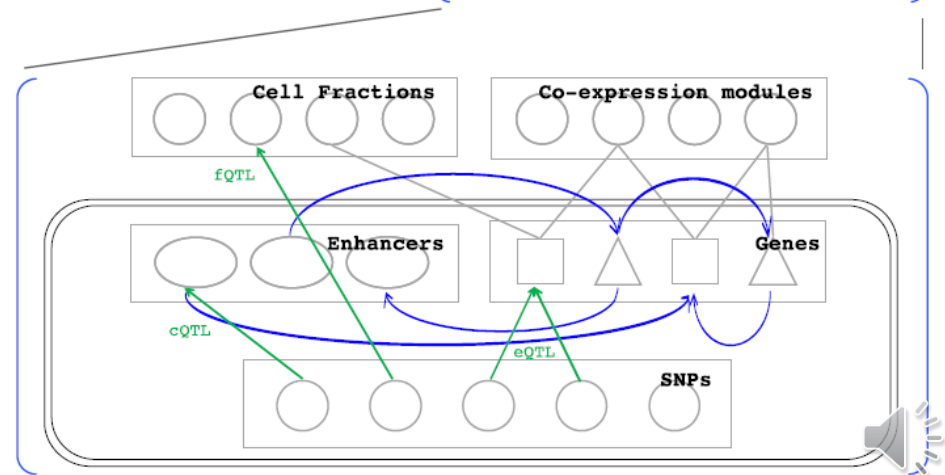 Cell Fractions
Co-expression modules
fQTL
Enhancers
Genes
cQTL
eQTL
SNPs